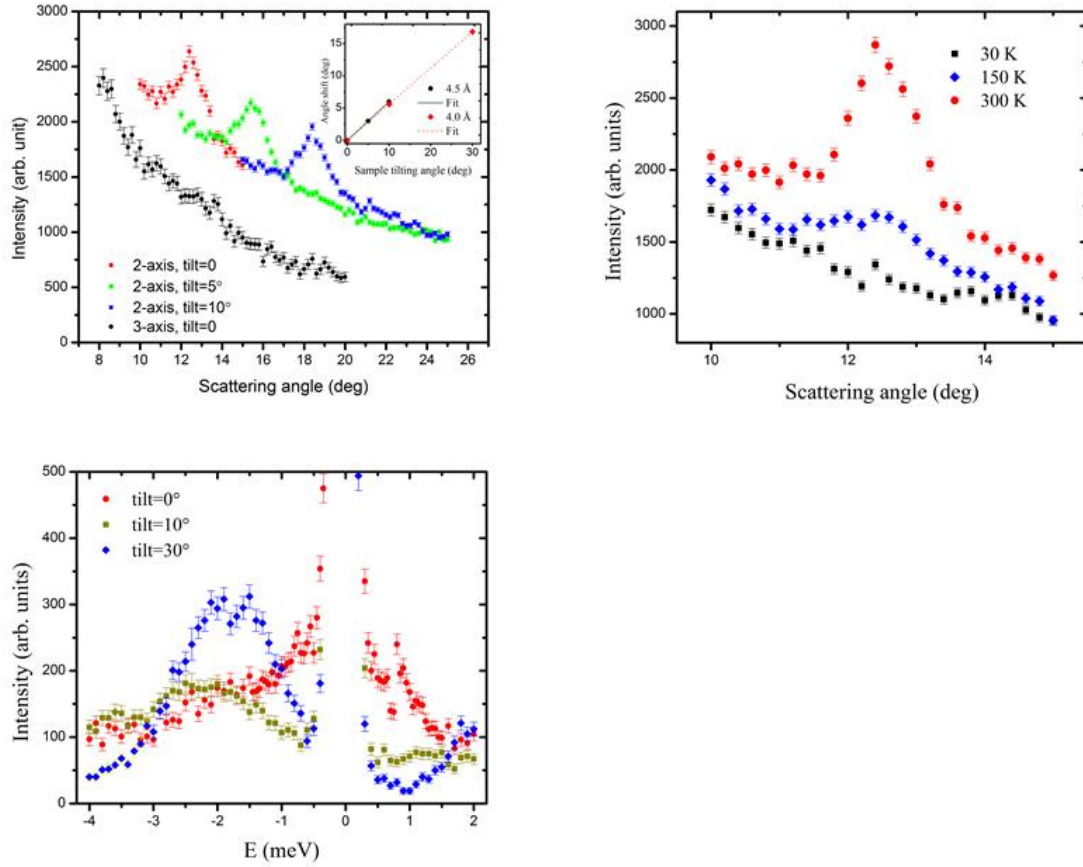 3000
2500
2000
1500
1000
500
0
Intensity (arb. unit)
8 10 12 14 16 18 20 22 24 26
Scattering angle (deg)
2-axis, tilt=0
2-axis, tilt=5°
2-axis, tilt=10°
3-axis, tilt=0
15
10
5
0
Angle shift (deg)
0 10 20 30
Sample tilting angle (deg)
4.5 Å
Fit
4.0 Å
Fit
3000
2500
2000
1500
1000
Intensity (arb. units)
10 12 14
Scattering angle (deg)
30 K
150 K
300 K
500
400
300
200
100
0
Intensity (arb. units)
-4 -3 -2 -1 0 1 2
E (meV)
tilt=0°
tilt=10°
tilt=30°